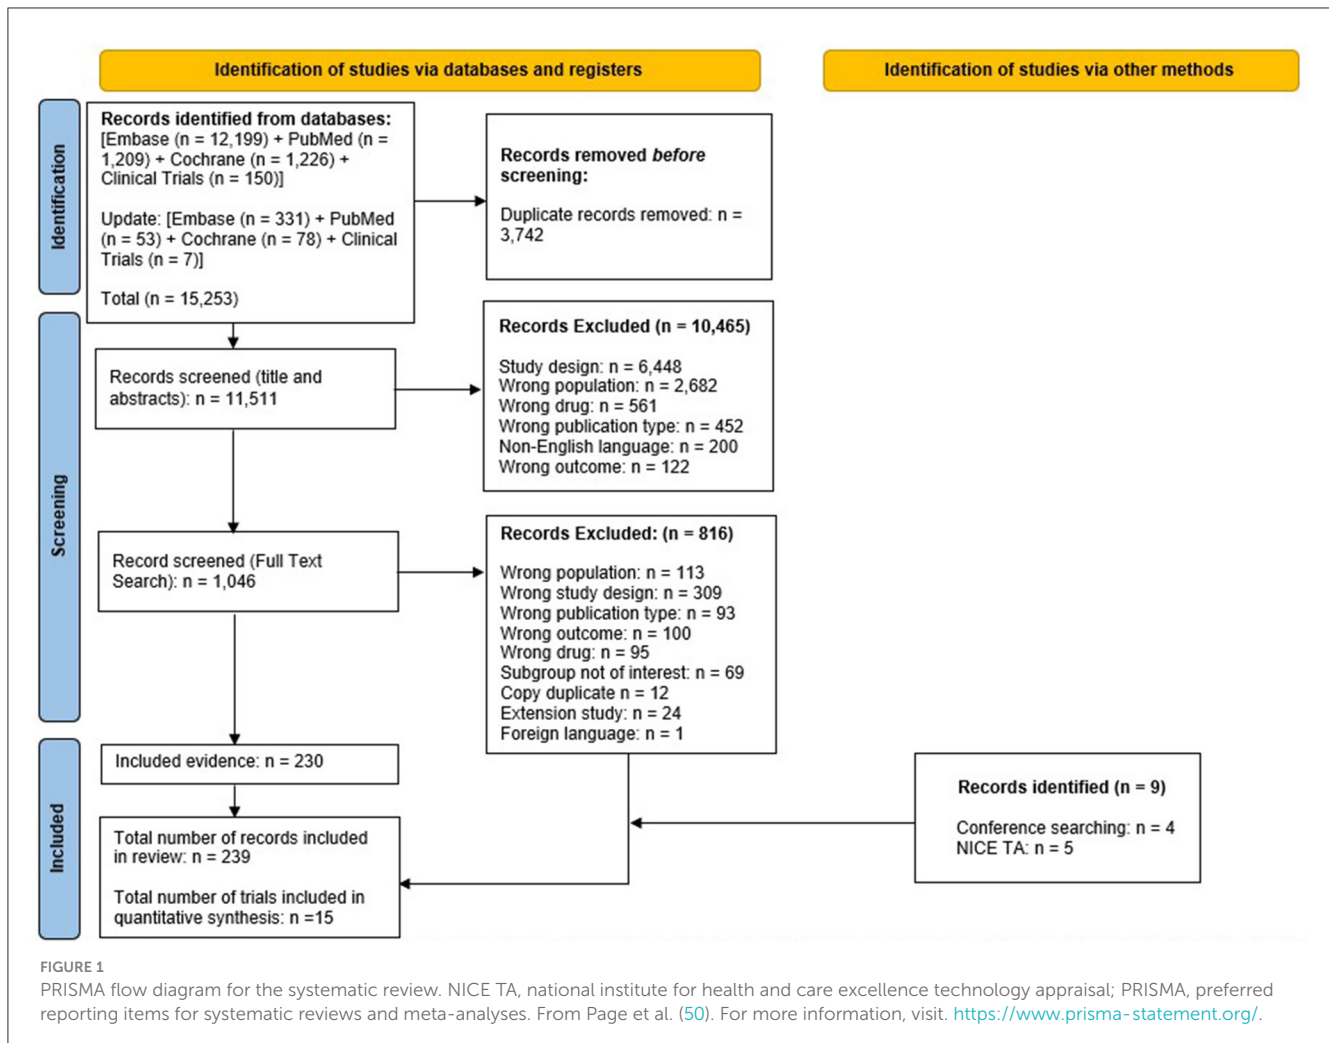 Identification of studies via databases and registers
Identification of studies via other methods
Identification
Records identified from databases:
[Embase (n = 12,199) + PubMed (n =
1,209) + Cochrane (n = 1,226) +
Clinical Trials (n = 150)]
Update: [Embase (n = 331) + PubMed
(n = 53) + Cochrane (n = 78) + Clinical
Trials (n = 7)]
Total (n = 15,253)
Records removed before
screening:
Duplicate records removed: n =
3,742
Screening
Records screened (title and
abstracts): n = 11,511
Records Excluded (n = 10,465)
Study design: n = 6,448
Wrong population: n = 2,682
Wrong drug: n = 561
Wrong publication type: n = 452
Non-English language: n = 200
Wrong outcome: n = 122
Record screened (Full Text
Search): n = 1,046
Records Excluded: (n = 816)
Wrong population: n = 113
Wrong study design: n = 309
Wrong publication type: n = 93
Wrong outcome: n = 100
Wrong drug: n = 95
Subgroup not of interest: n = 69
Copy duplicate n = 12
Extension study: n = 24
Foreign language: n = 1
Included
Included evidence: n = 230
Total number of records included
in review: n = 239
Total number of trials included in
quantitative synthesis: n =15
Records identified (n = 9)
Conference searching: n = 4
NICE TA: n = 5
FIGURE 1
PRISMA flow diagram for the systematic review. NICE TA, national institute for health and care excellence technology appraisal; PRISMA, preferred
reporting items for systematic reviews and meta-analyses. From Page et al. (50). For more information, visit. https://www.prisma-statement.org/.